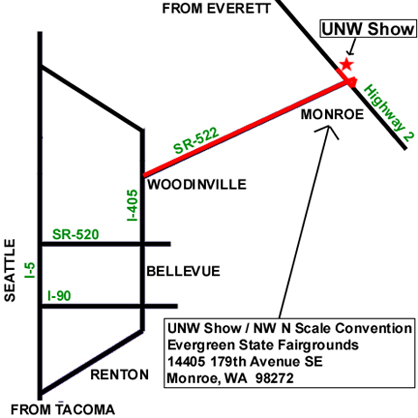 FROM EVERETT
UNW Show
Highway 2
MONROE
SR-522
WOODINVILLE
I-405
SR-520
SEATTLE
I-5
BELLEVUE
I-90
UNW Show / NW N Scale Convention
Evergreen State Fairgrounds
14405 179th Avenue SE
Monroe, WA 98272
RENTON
FROM TACOMA